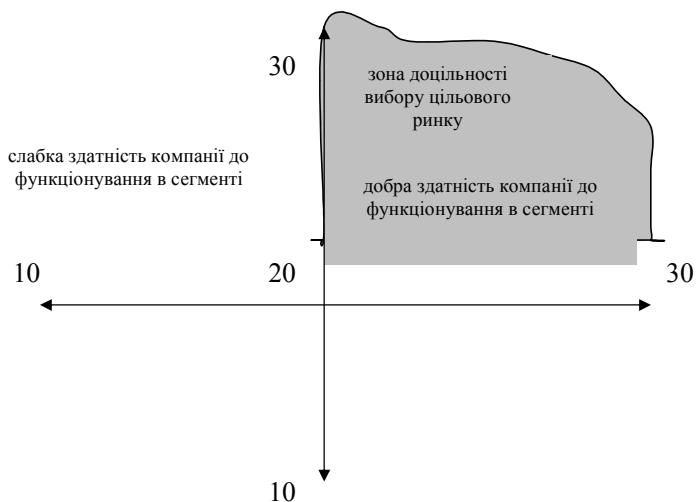 30
зона доцільності
вибору цільового
ринку
слабка здатність компанії до
функціонування в сегменті
добра здатність компанії до
функціонування в сегменті
10
20
30
10